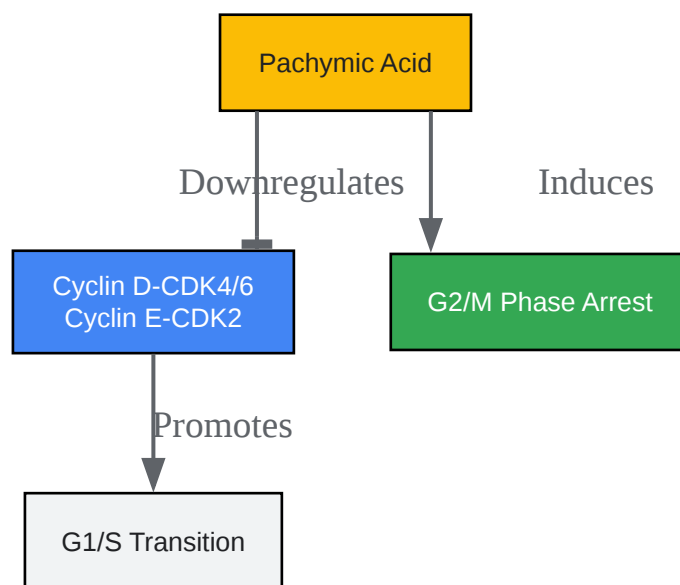 Pachymic Acid
Downregulates
Induces
Cyclin D-CDK4/6
Cyclin E-CDK2
G2/M Phase Arrest
Promotes
G1/S Transition